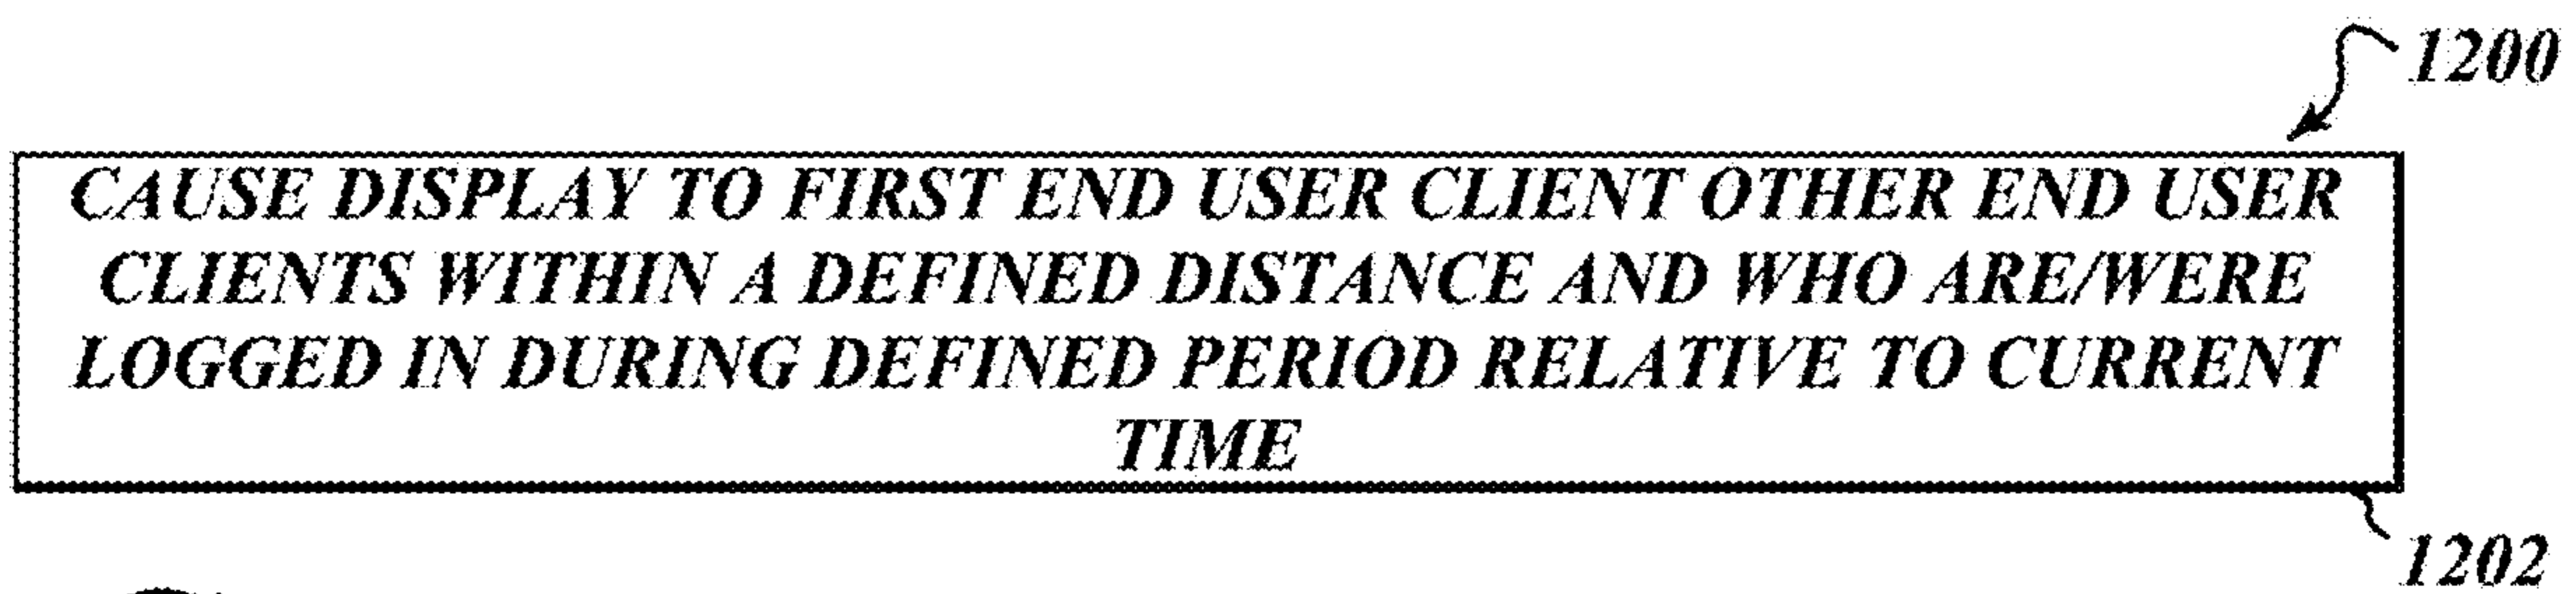 1200
CAUSE DISPLAY TO FIRST END USER CLIENT OTHER END USER
CLIENTS WITHIN A DEFINED DISTANCE AND WHO ARE/WERE
LOGGED IN DURING DEFINED PERIOD RELATIVE TO CURRENT
TIME
1202